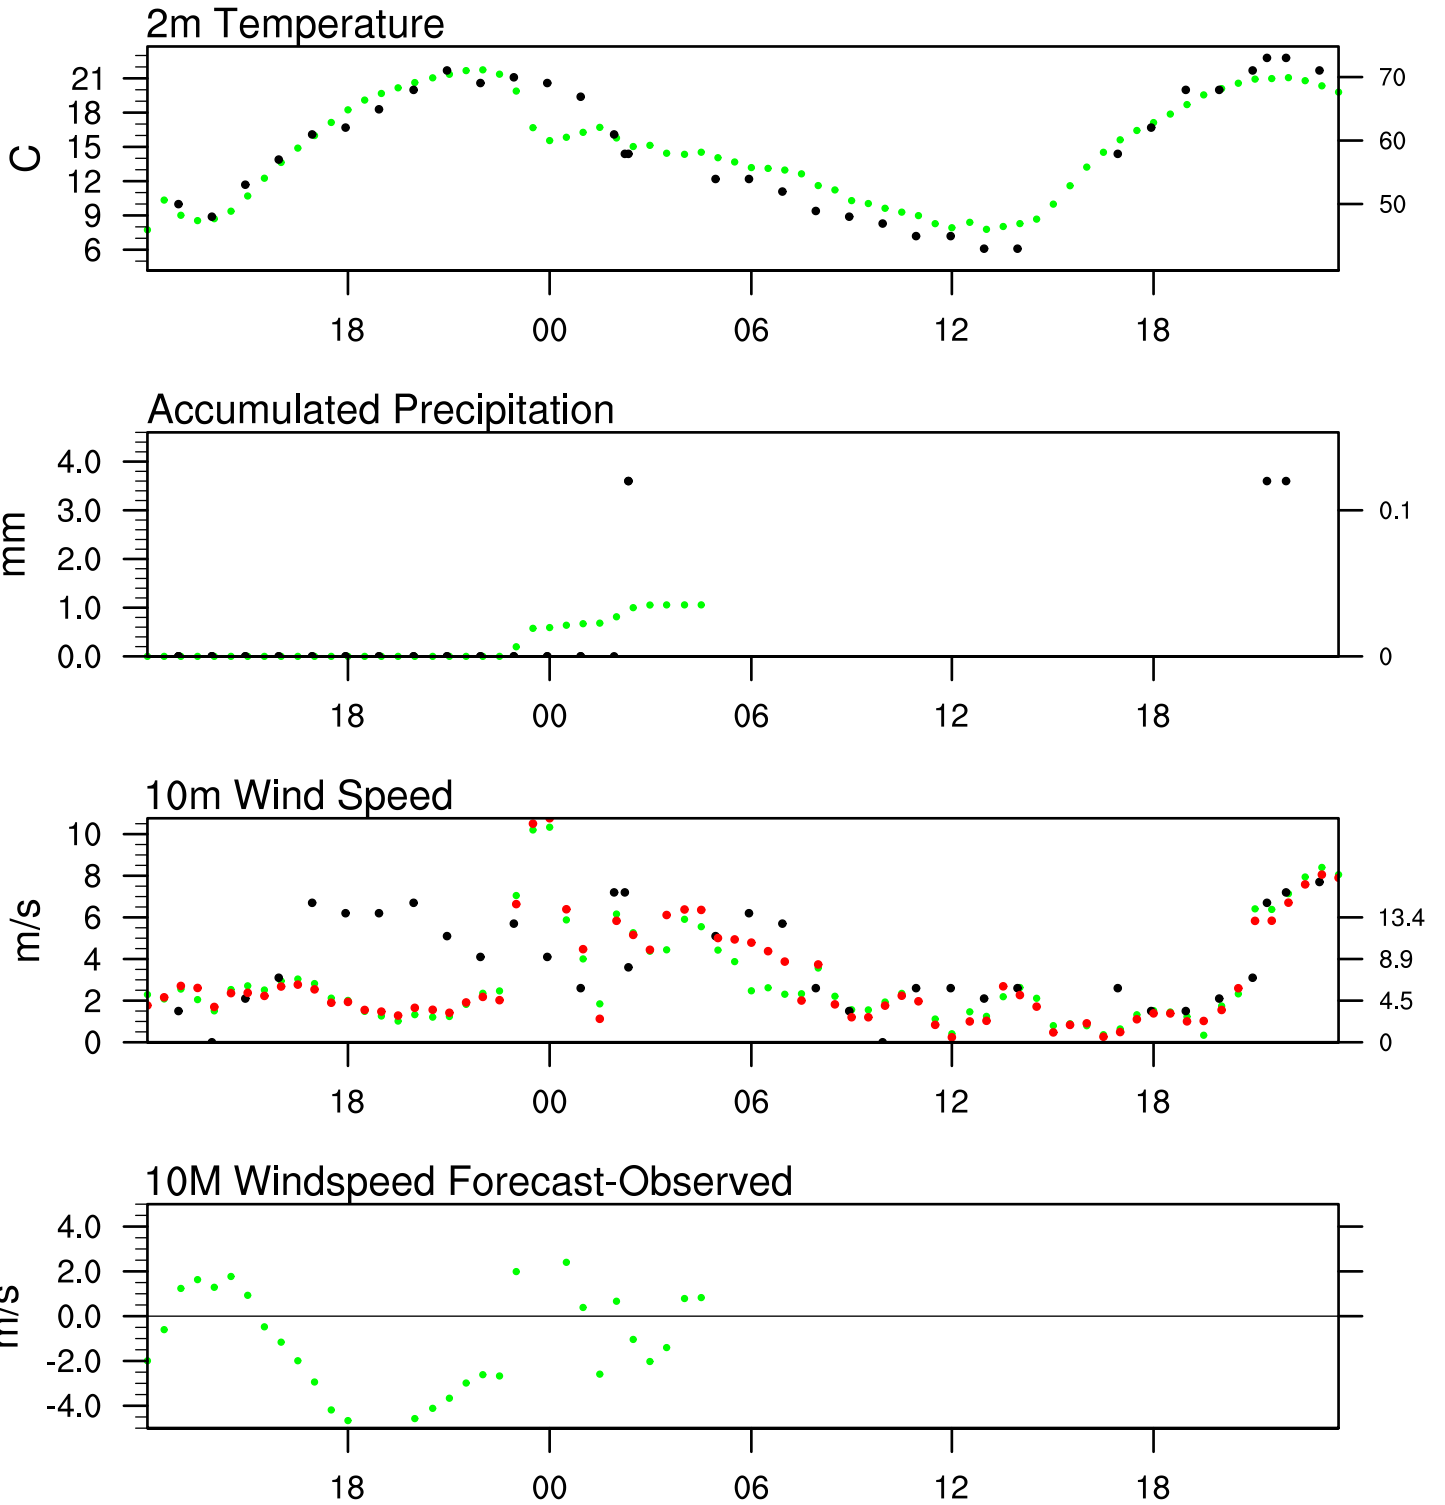 2m Temperature
21
18
15
12
9
6
C
70
60
50
18 00 06 12 18
Accumulated Precipitation
4.0
3.0
2.0
1.0
0.0
mm
0.1
0
18 00 06 12 18
10m Wind Speed
10
8
6
4
2
0
m/s
13.4
8.9
4.5
0
18 00 06 12 18
10M Windspeed Forecast-Observed
4.0
2.0
0.0
-2.0
-4.0
m/s
18 00 06 12 18